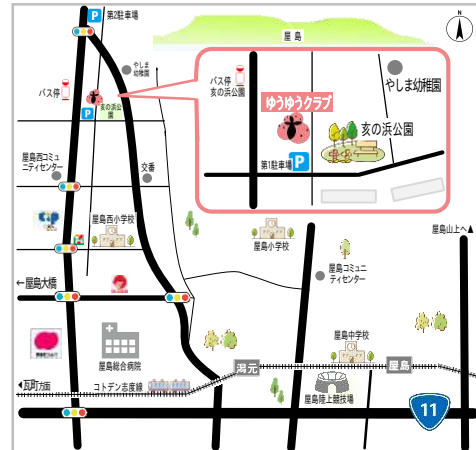 N
第2駐車場
屋島
やしま
幼稚園
バス停
亥の浜公
園
屋島西コミュ
ニティセンター
交番
屋島西小学校
←屋島大橋
屋島総合病院
コトデン志度線
瓦町方面
バス停
亥の浜公園
ゆうゆうクラブ
やしま幼稚園
亥の浜公園
第1駐車場
P
P
P
屋島山上へ▲
屋島小学校
屋島コミュニ
ティセンター
屋島中学校
潟元
屋島
屋島陸上競技場
11